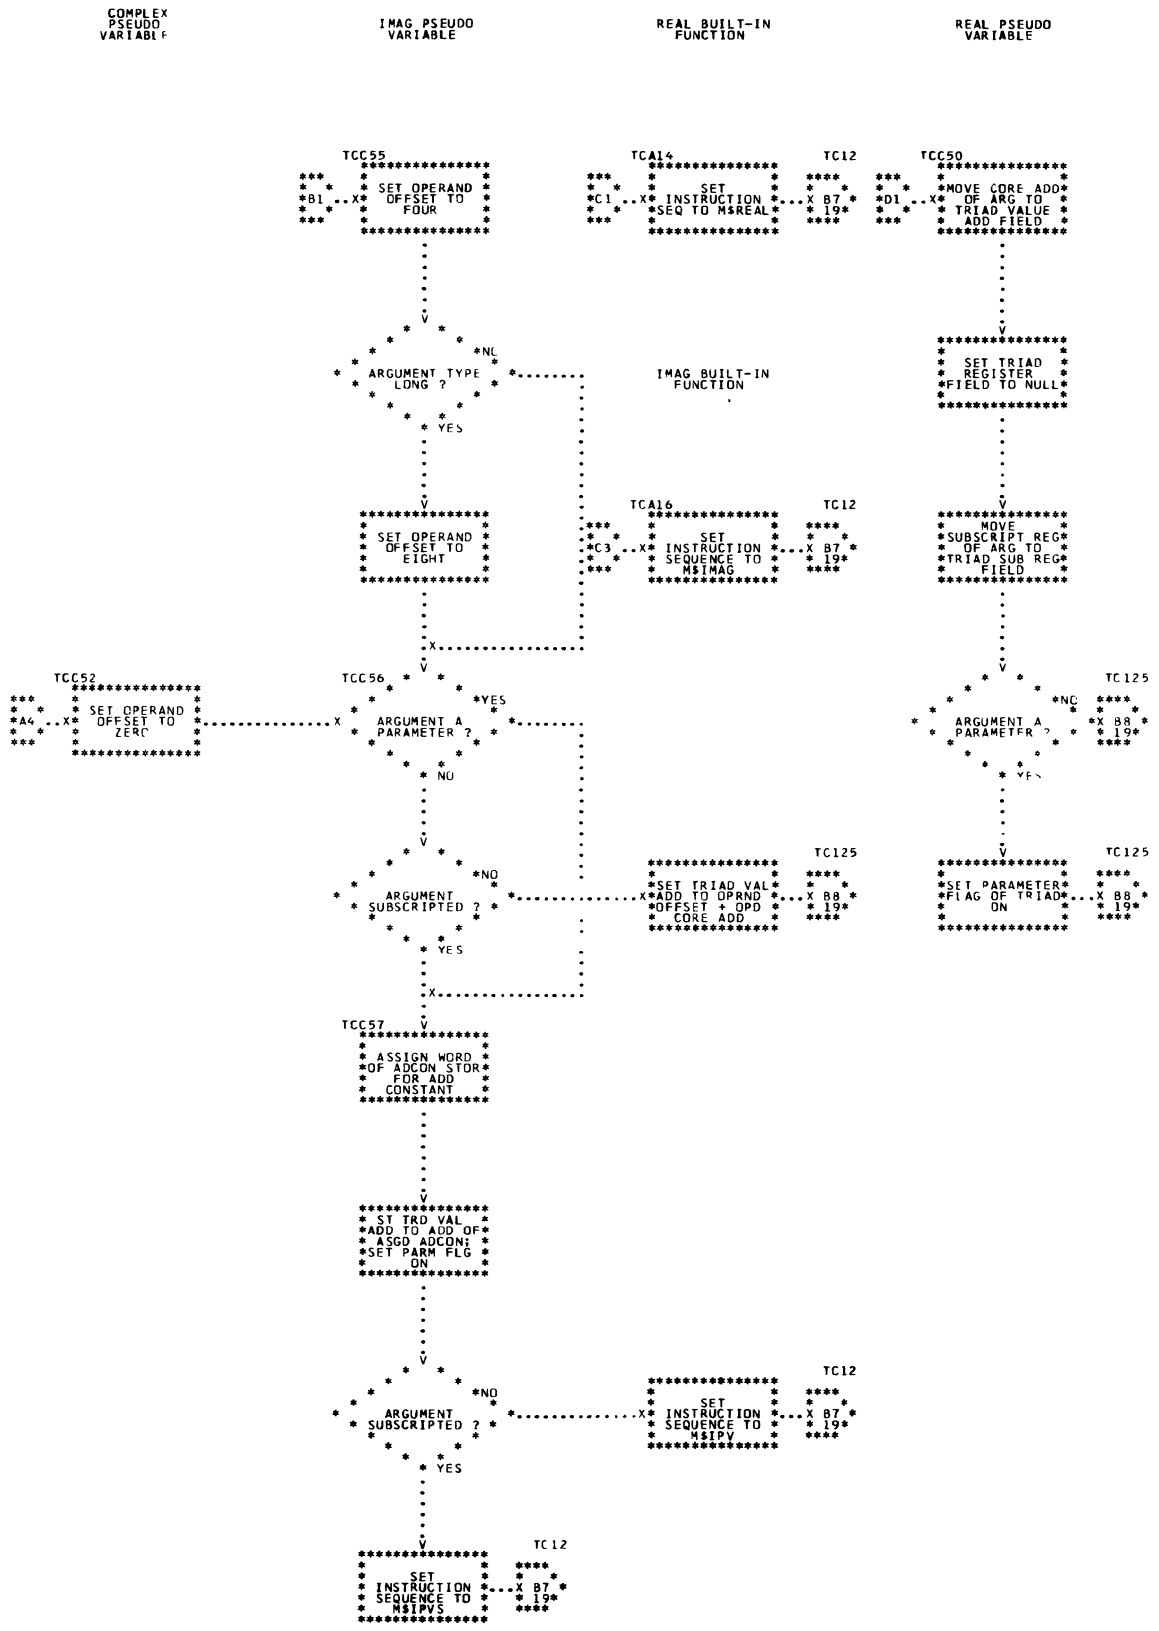 COMPLEX
PSEUDO
VARIABLE
IMAG PSEUDO
VARIABLE
REAL BUILT-IN
FUNCTION
REAL PSEUDO
VARIABLE
TCC55
B1
SET OPERAND
OFFSET TO
FOUR
TCA14
C1
SET
INSTRUCTION
SEQ TO M$REAL
TC12
B7
19
TCC50
D1
MOVE CORE ADD
OF ARG TO
TRIAD VALUE
ADD FIELD
ARGUMENT TYPE
LONG ?
NO
YES
IMAG BUILT-IN
FUNCTION
SET TRIAD
REGISTER
FIELD TO NULL
SET OPERAND
OFFSET TO
EIGHT
TCA16
C3
SET
INSTRUCTION
SEQUENCE TO
M$IMAG
TC12
B7
19
MOVE
SUBSCRIPT REG
OF ARG TO
TRIAD SUB REG
FIELD
TCC52
A4
SET OPERAND
OFFSET TO
ZERO
TCC56
ARGUMENT A
PARAMETER ?
YES
NO
ARGUMENT A
PARAMETER ?
NO
YES
TC125
B8
19
ARGUMENT
SUBSCRIPTED ?
NO
YES
SET TRIAD VAL
ADD TO OPRND
OFFSET + OPD
CORE ADD
TC125
B8
19
SET PARAMETER
FLAG OF TRIAD
ON
TC125
B8
19
TCC57
ASSIGN WORD
OF ADCON STOR
FOR ADD
CONSTANT
ST TRD VAL
ADD TO ADD OF
ASGD ADCON;
SET PARM FLG
ON
ARGUMENT
SUBSCRIPTED ?
NO
YES
SET
INSTRUCTION
SEQUENCE TO
M$IPV
TC12
B7
19
SET
INSTRUCTION
SEQUENCE TO
M$IPVS
TC12
B7
19